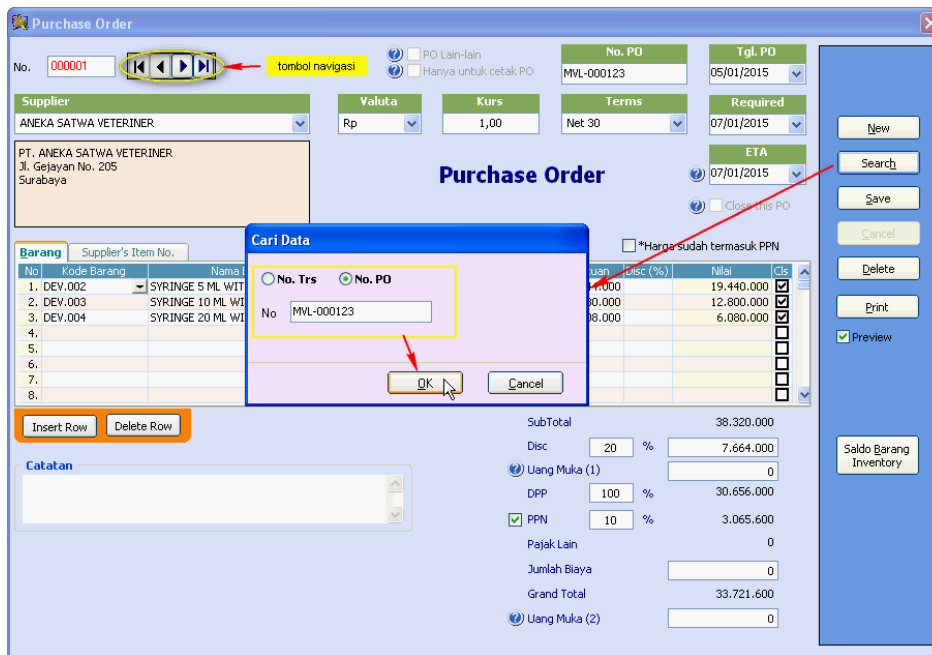 Purchase Order
No. 000001 tombol navigasi
PO Lain-lain
Hanya untuk cetak PO
No. PO
MVL-000123
Tgl. PO
05/01/2015
Supplier
ANEKA SATWA VETERINER
Valuta
Rp
Kurs
1,00
Terms
Net 30
Required
07/01/2015
PT. ANEKA SATWA VETERINER
Jl. Gejayan No. 205
Surabaya
Purchase Order
ETA
07/01/2015
Close this PO
New
Search
Save
Cancel
Delete
Print
Preview
Saldo Barang
Inventory
*Harga sudah termasuk PPN
Barang Supplier's Item No.
No Kode Barang Nama Disc (%) Nilai Cls
1. DEV.002 SYRINGE 5 ML WIT 19.440.000
2. DEV.003 SYRINGE 10 ML WI 12.800.000
3. DEV.004 SYRINGE 20 ML WI 6.080.000
4.
5.
6.
7.
8.
Cari Data
No. Trs No. PO
No MVL-000123
OK Cancel
Insert Row Delete Row
Catatan
SubTotal 38.320.000
Disc 20 % 7.664.000
Uang Muka (1) 0
DPP 100 % 30.656.000
PPN 10 % 3.065.600
Pajak Lain 0
Jumlah Biaya 0
Grand Total 33.721.600
Uang Muka (2) 0